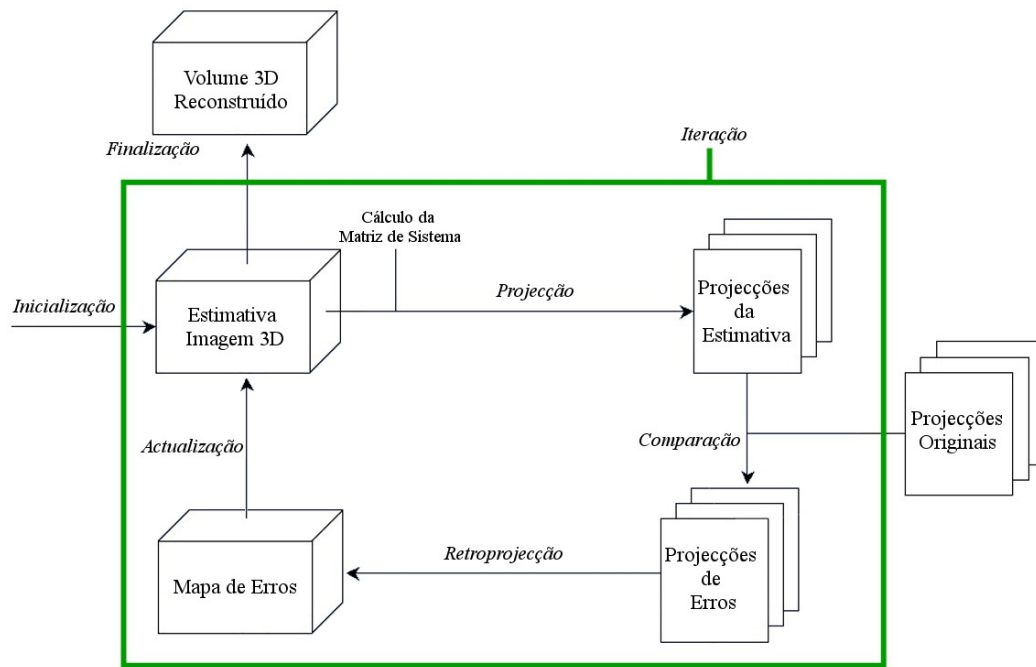 Volume 3D
Reconstruído
Finalização
Iteração
Cálculo da
Matriz de Sistema
Inicialização
Estimativa
Imagem 3D
Projecção
Projecções
da
Estimativa
Projecções
Originais
Actualização
Comparação
Mapa de Erros
Retroprojecção
Projecções
de
Erros